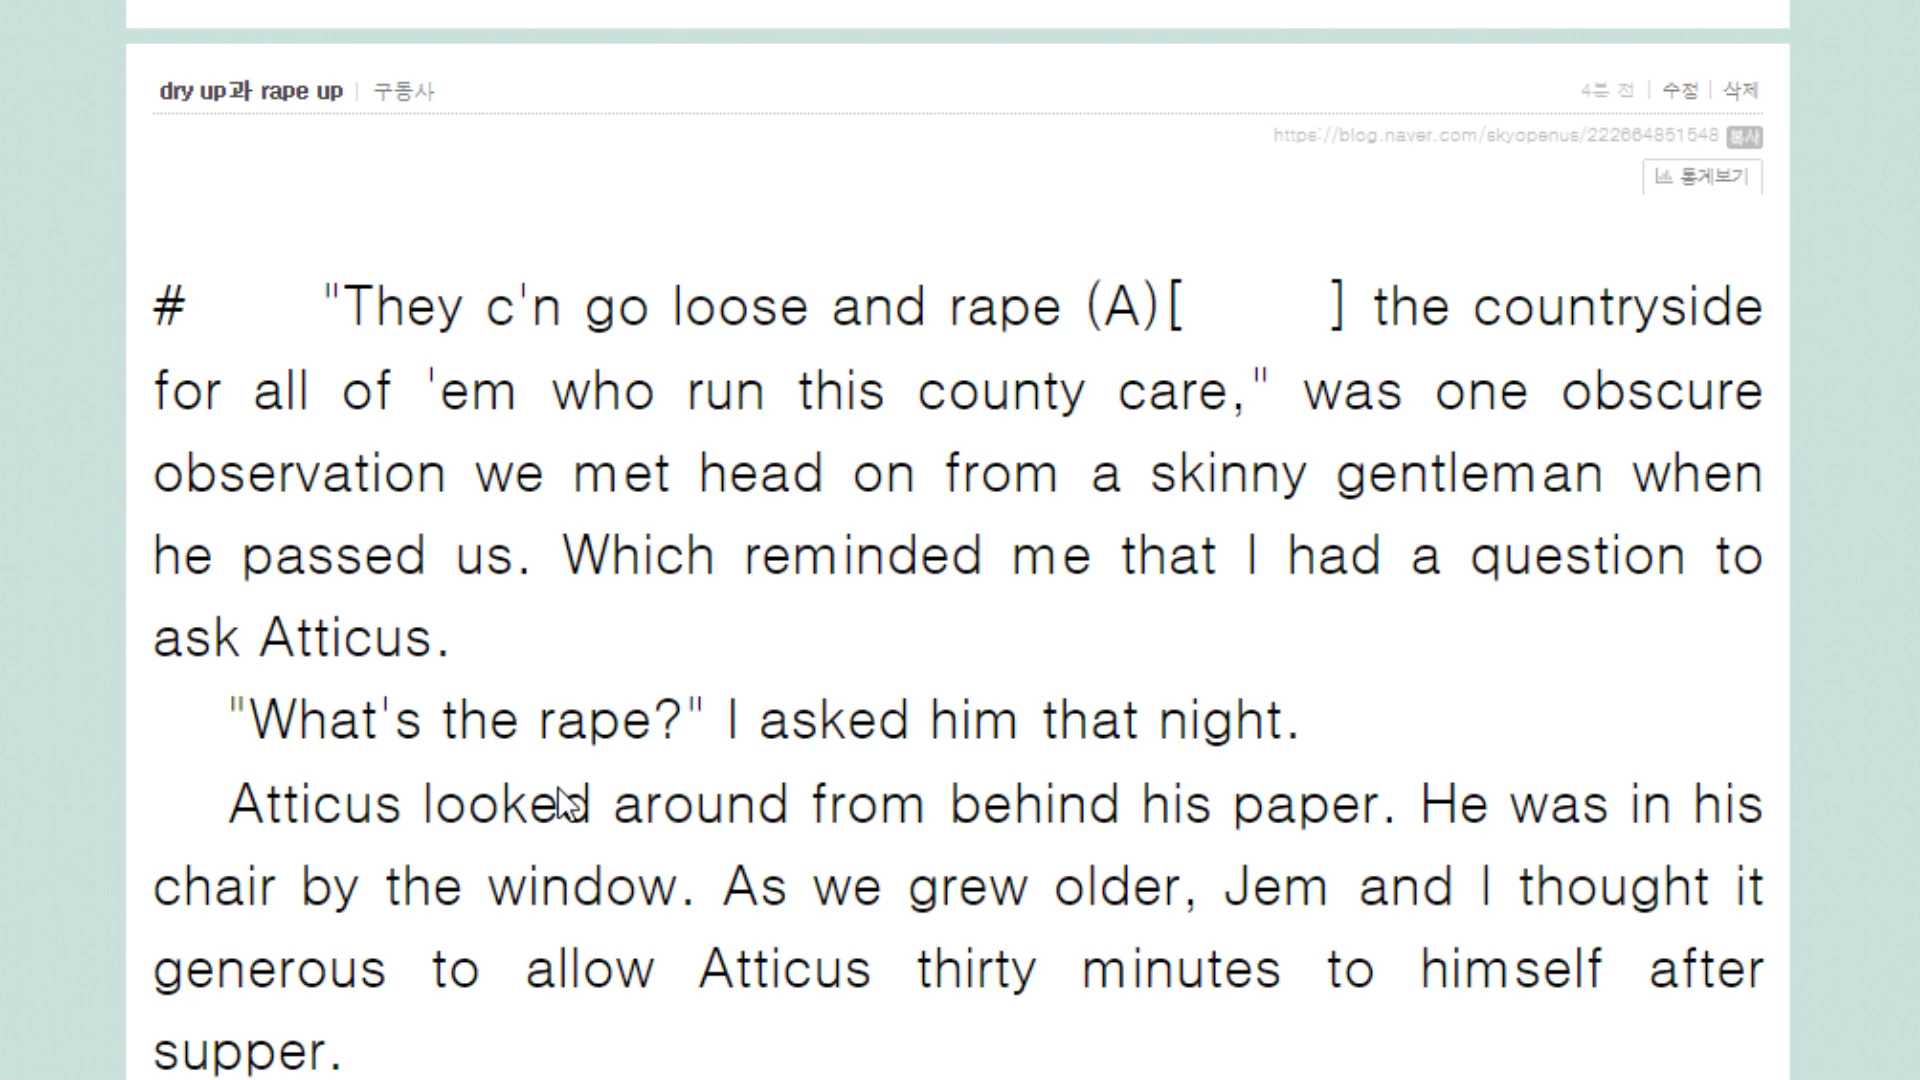 dry up과 rape up | 구동사
4분 전 | 수정 | 삭제
https://blog.naver.com/skyopenus/222664851548 복사
통계보기
# "They c'n go loose and rape (A)[ ] the countryside
for all of 'em who run this county care," was one obscure
observation we met head on from a skinny gentleman when
he passed us. Which reminded me that I had a question to
ask Atticus.
"What's the rape?" I asked him that night.
Atticus looked around from behind his paper. He was in his
chair by the window. As we grew older, Jem and I thought it
generous to allow Atticus thirty minutes to himself after
supper.